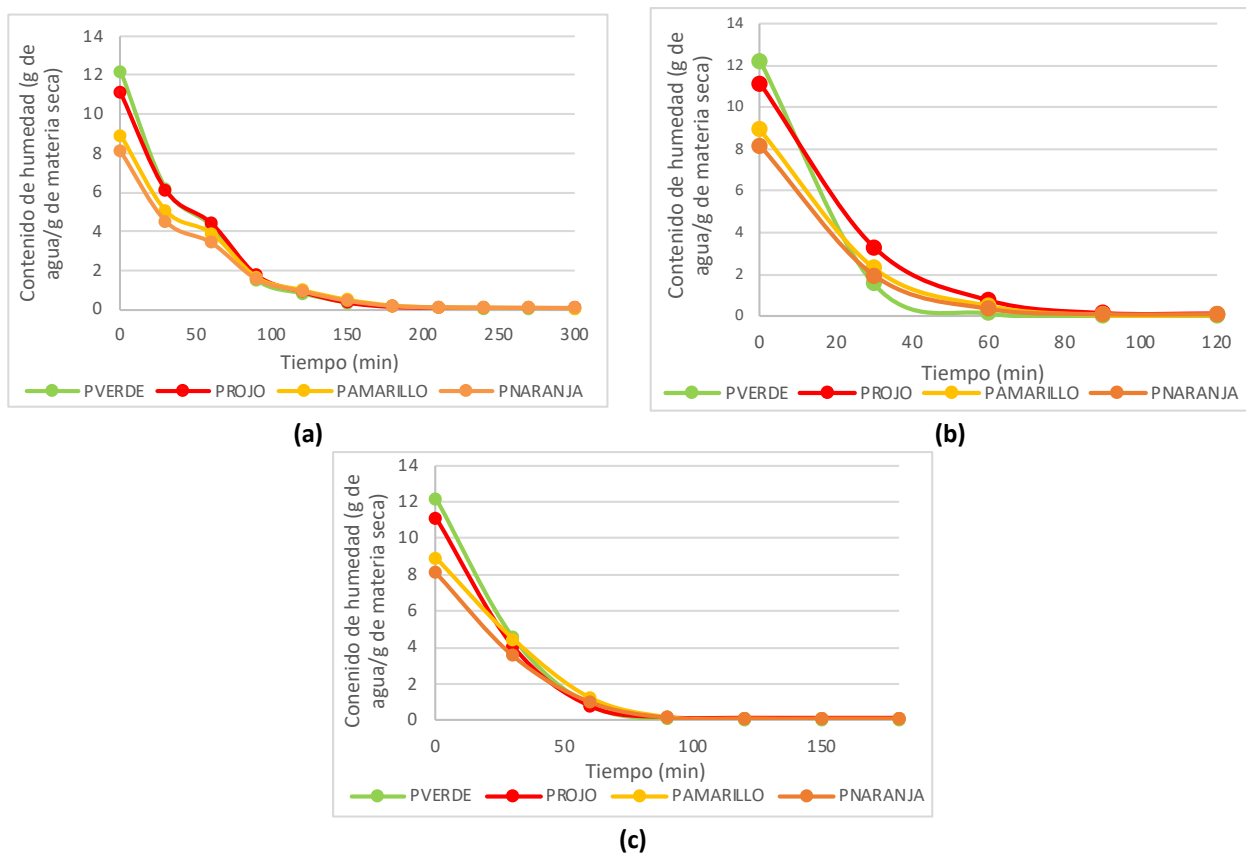 Contenido de humedad (g de
agua/g de materia seca)
14
12
10
8
6
4
2
0
0
50
100
150
200
250
300
Tiempo (min)
PVERDE
PROJO
PAMARILLO
PNARANJA
(a)
Contenido de humedad (g de
agua/g de materia seca)
14
12
10
8
6
4
2
0
0
20
40
60
80
100
120
Tiempo (min)
PVERDE
PROJO
PAMARILLO
PNARANJA
(b)
Conenido de humedad (g de
agua/g de materia seca)
14
12
10
8
6
4
2
0
0
50
100
150
Tiempo (min)
PVERDE
PROJO
PAMARILLO
PNARANJA
(c)